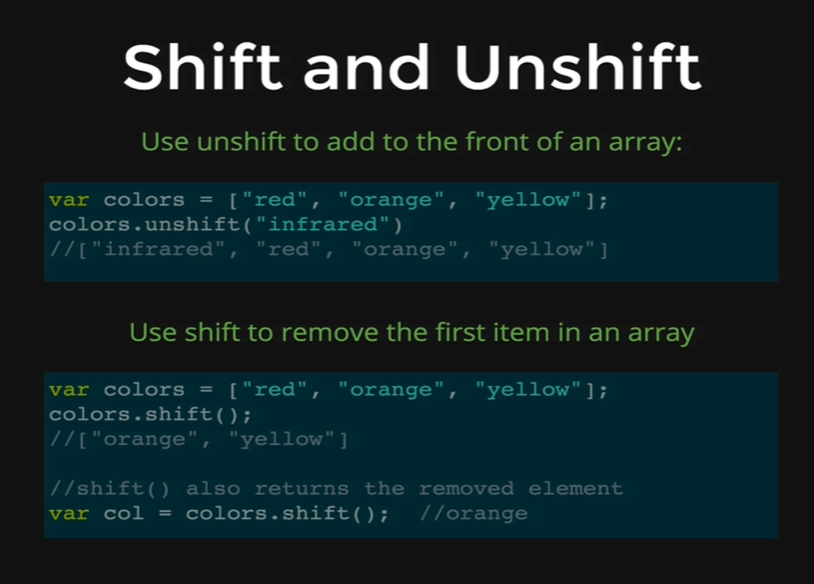 Shift and Unshift
Use unshift to add to the front of an array:
var colors = ["red", "orange", "yellow"];
colors.unshift("infrared")
//["infrared", "red", "orange", "yellow"]
Use shift to remove the first item in an array
var colors = ["red", "orange", "yellow"];
colors.shift();
//["orange", "yellow"]
//shift() also returns the removed element
var col = colors.shift();  //orange